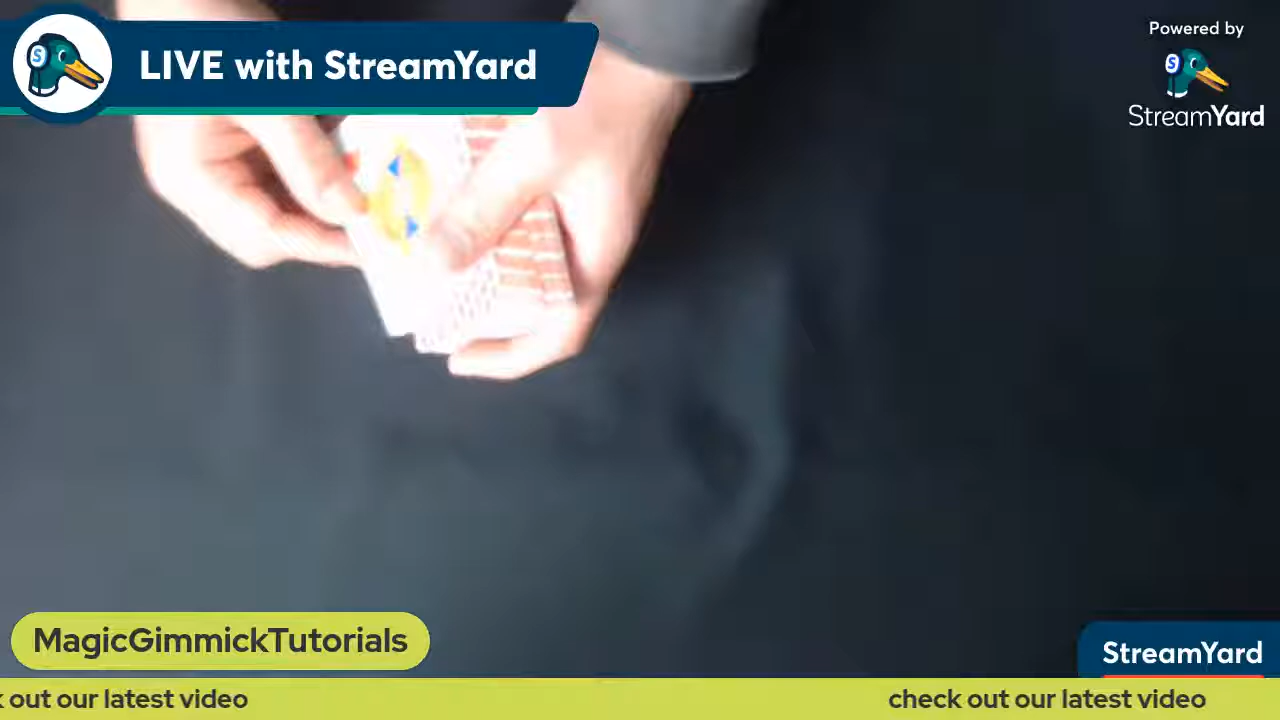 LIVE with StreamYard
Powered by
StreamYard
MagicGimmickTutorials
StreamYard
out our latest video
check out our latest video